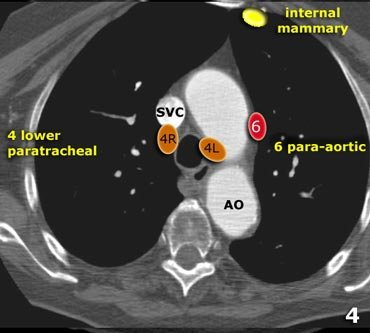 internal
mammary
SVC
4 lower
paratracheal
4R
4L
6
6 para-aortic
AO
4